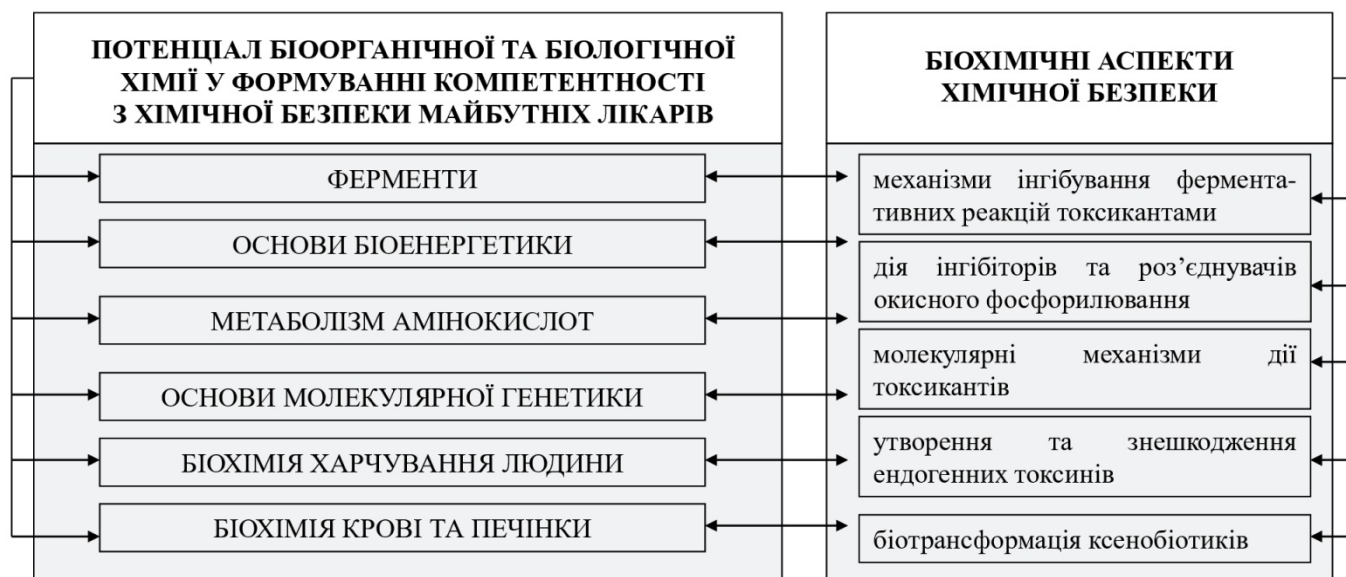 ПОТЕНЦІАЛ БІООРГАНІЧНОЇ ТА БІОЛОГІЧНОЇ
ХІМІЇ У ФОРМУВАННІ КОМПЕТЕНТНОСТІ
З ХІМІЧНОЇ БЕЗПЕКИ МАЙБУТНІХ ЛІКАРІВ
ФЕРМЕНТИ
ОСНОВИ БІОЕНЕРГЕТИКИ
МЕТАБОЛІЗМ АМІНОКИСЛОТ
ОСНОВИ МОЛЕКУЛЯРНОЇ ГЕНЕТИКИ
БІОХІМІЯ ХАРЧУВАННЯ ЛЮДИНИ
БІОХІМІЯ КРОВІ ТА ПЕЧІНКИ
БІОХІМІЧНІ АСПЕКТИ
ХІМІЧНОЇ БЕЗПЕКИ
механізми інгібування фермента-
тивних реакцій токсикантами
дія інгібіторів та роз’єднувачів
окисного фосфорилювання
молекулярні механізми дії
токсикантів
утворення та знешкодження
ендогенних токсинів
біотрансформація ксенобіотиків